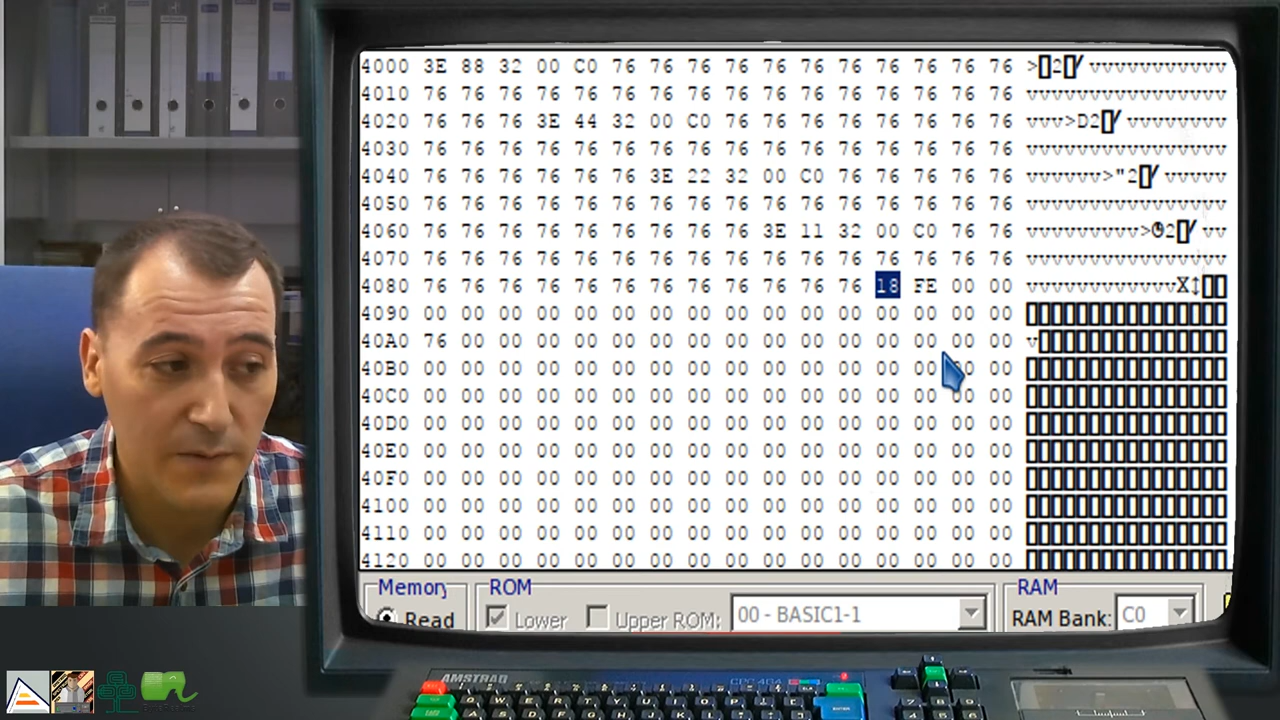 4000 3E 88 32 00 C0 76 76 76 76 76 76 76 76 76 76 76 >▯2▯/vvvvvvvvvvv
4010 76 76 76 76 76 76 76 76 76 76 76 76 76 76 76 76 vvvvvvvvvvvvvvvv
4020 76 76 76 3E 44 32 00 C0 76 76 76 76 76 76 76 76 vvv>D2▯/vvvvvvvv
4030 76 76 76 76 76 76 76 76 76 76 76 76 76 76 76 76 vvvvvvvvvvvvvvvv
4040 76 76 76 76 76 76 3E 22 32 00 C0 76 76 76 76 76 vvvvvv>"2▯/vvvvv
4050 76 76 76 76 76 76 76 76 76 76 76 76 76 76 76 76 vvvvvvvvvvvvvvvv
4060 76 76 76 76 76 76 76 76 76 3E 11 32 00 C0 76 76 vvvvvvvvv>◔2▯/vv
4070 76 76 76 76 76 76 76 76 76 76 76 76 76 76 76 76 vvvvvvvvvvvvvvvv
4080 76 76 76 76 76 76 76 76 76 76 76 76 18 FE 00 00 vvvvvvvvvvvvX↕▯▯
4090 00 00 00 00 00 00 00 00 00 00 00 00 00 00 00 00 ▯▯▯▯▯▯▯▯▯▯▯▯▯▯▯▯
40A0 76 00 00 00 00 00 00 00 00 00 00 00 00 00 00 00 v▯▯▯▯▯▯▯▯▯▯▯▯▯▯▯
40B0 00 00 00 00 00 00 00 00 00 00 00 00 00 00 00 00 ▯▯▯▯▯▯▯▯▯▯▯▯▯▯▯▯
40C0 00 00 00 00 00 00 00 00 00 00 00 00 00 00 00 00 ▯▯▯▯▯▯▯▯▯▯▯▯▯▯▯▯
40D0 00 00 00 00 00 00 00 00 00 00 00 00 00 00 00 00 ▯▯▯▯▯▯▯▯▯▯▯▯▯▯▯▯
40E0 00 00 00 00 00 00 00 00 00 00 00 00 00 00 00 00 ▯▯▯▯▯▯▯▯▯▯▯▯▯▯▯▯
40F0 00 00 00 00 00 00 00 00 00 00 00 00 00 00 00 00 ▯▯▯▯▯▯▯▯▯▯▯▯▯▯▯▯
4100 00 00 00 00 00 00 00 00 00 00 00 00 00 00 00 00 ▯▯▯▯▯▯▯▯▯▯▯▯▯▯▯▯
4110 00 00 00 00 00 00 00 00 00 00 00 00 00 00 00 00 ▯▯▯▯▯▯▯▯▯▯▯▯▯▯▯▯
4120 00 00 00 00 00 00 00 00 00 00 00 00 00 00 00 00 ▯▯▯▯▯▯▯▯▯▯▯▯▯▯▯▯
Memory ROM RAM
Read Lower Upper ROM: 00 - BASIC1-1 RAM Bank: C0
AMSTRAD